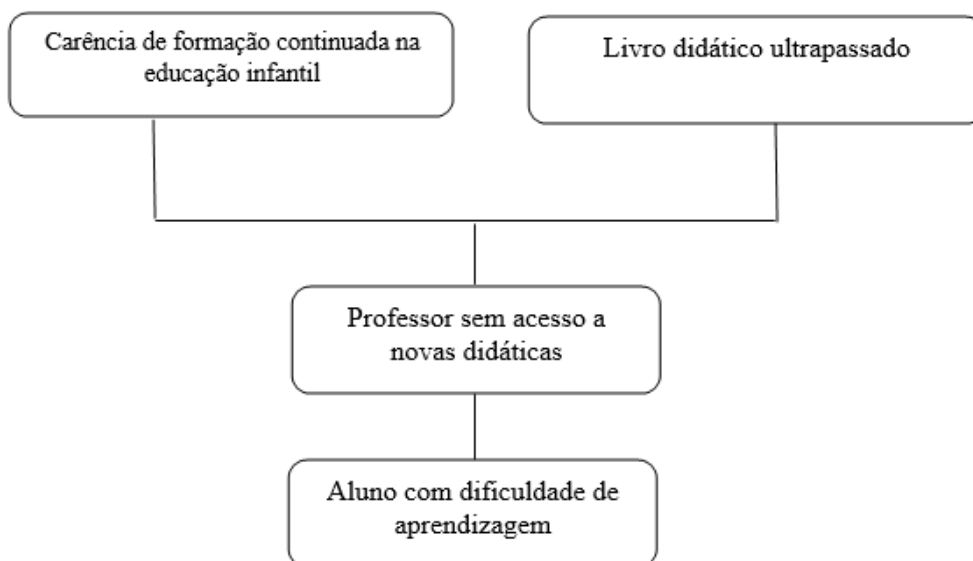 Carência de formação continuada na
educação infantil
Livro didático ultrapassado
Professor sem acesso a
novas didáticas
Aluno com dificuldade de
aprendizagem